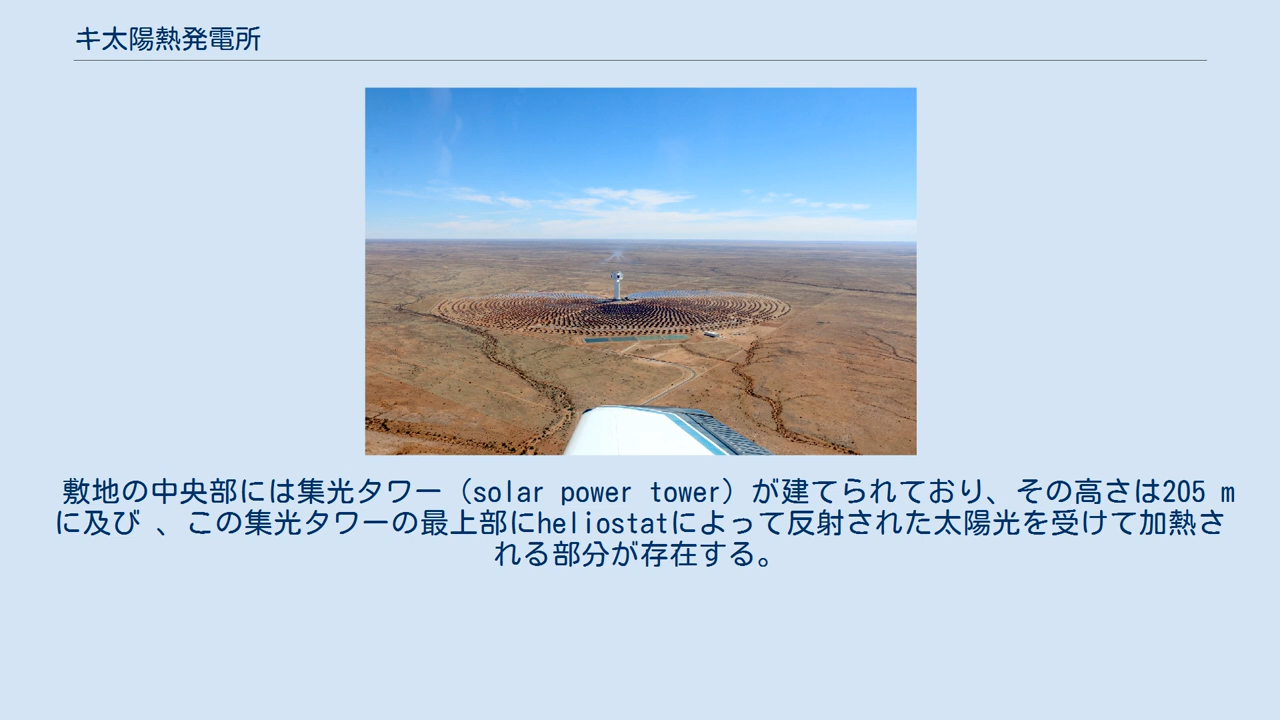 キ太陽熱発電所
敷地の中央部には集光タワー（solar power tower）が建てられており、その高さは205 m
に及び 、この集光タワーの最上部にheliostatによって反射された太陽光を受けて加熱さ
れる部分が存在する。